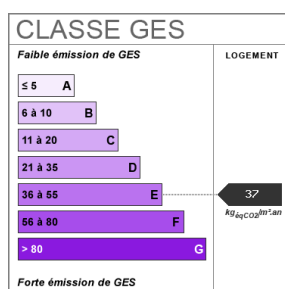 CLASSE GES
Faible émission de GES
LOGEMENT
≤ 5 A
6 à 10 B
11 à 20 C
21 à 35 D
36 à 55 E
37
kgéqCO2/m².an
56 à 80 F
> 80 G
Forte émission de GES